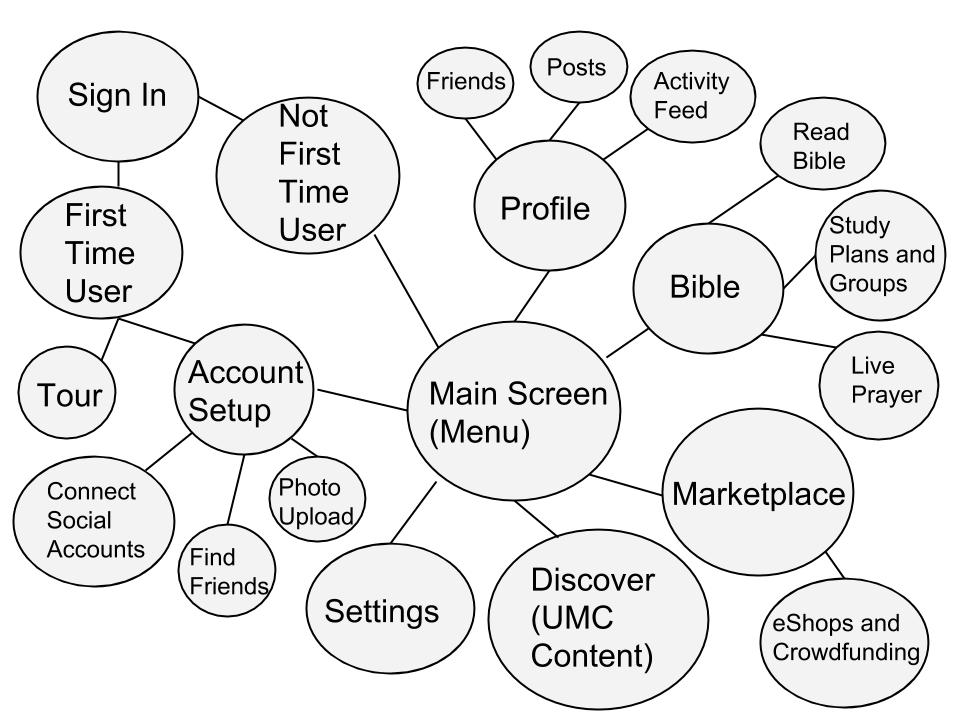 Sign In
Not
First
Time
User
Friends
Posts
Activity
Feed
Profile
Read
Bible
Study
Plans and
Groups
Bible
Live
Prayer
First
Time
User
Tour
Account
Setup
Main Screen
(Menu)
Marketplace
Connect
Social
Accounts
Find
Friends
Photo
Upload
Settings
Discover
(UMC
Content)
eShops and
Crowdfunding